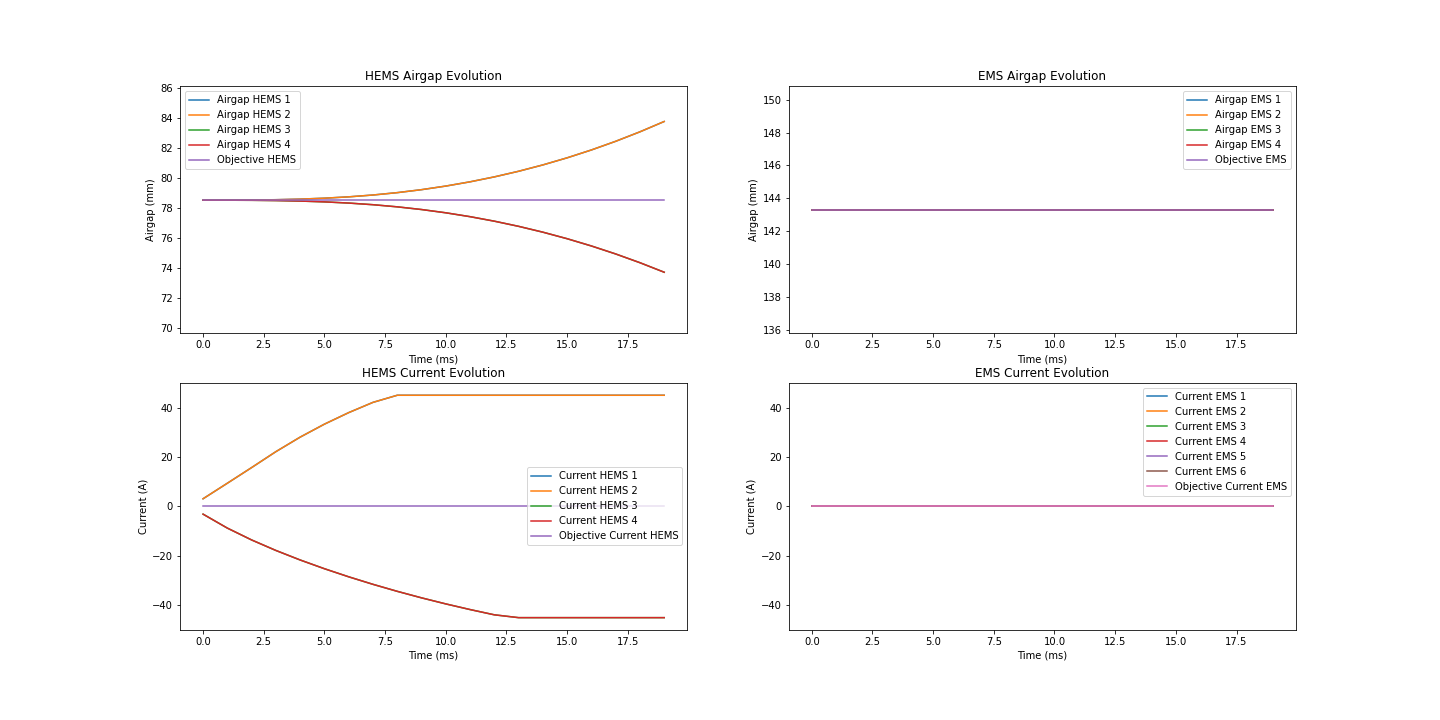 HEMS Airgap Evolution
86
84
82
80
78
76
74
72
70
Airgap (mm)
Airgap HEMS 1
Airgap HEMS 2
Airgap HEMS 3
Airgap HEMS 4
Objective HEMS
0.0 2.5 5.0 7.5 10.0 12.5 15.0 17.5
Time (ms)
EMS Airgap Evolution
150
148
146
144
142
140
138
136
Airgap (mm)
Airgap EMS 1
Airgap EMS 2
Airgap EMS 3
Airgap EMS 4
Objective EMS
0.0 2.5 5.0 7.5 10.0 12.5 15.0 17.5
Time (ms)
HEMS Current Evolution
40
20
0
−20
−40
Current (A)
Current HEMS 1
Current HEMS 2
Current HEMS 3
Current HEMS 4
Objective Current HEMS
0.0 2.5 5.0 7.5 10.0 12.5 15.0 17.5
Time (ms)
EMS Current Evolution
40
20
0
−20
−40
Current (A)
Current EMS 1
Current EMS 2
Current EMS 3
Current EMS 4
Current EMS 5
Current EMS 6
Objective Current EMS
0.0 2.5 5.0 7.5 10.0 12.5 15.0 17.5
Time (ms)